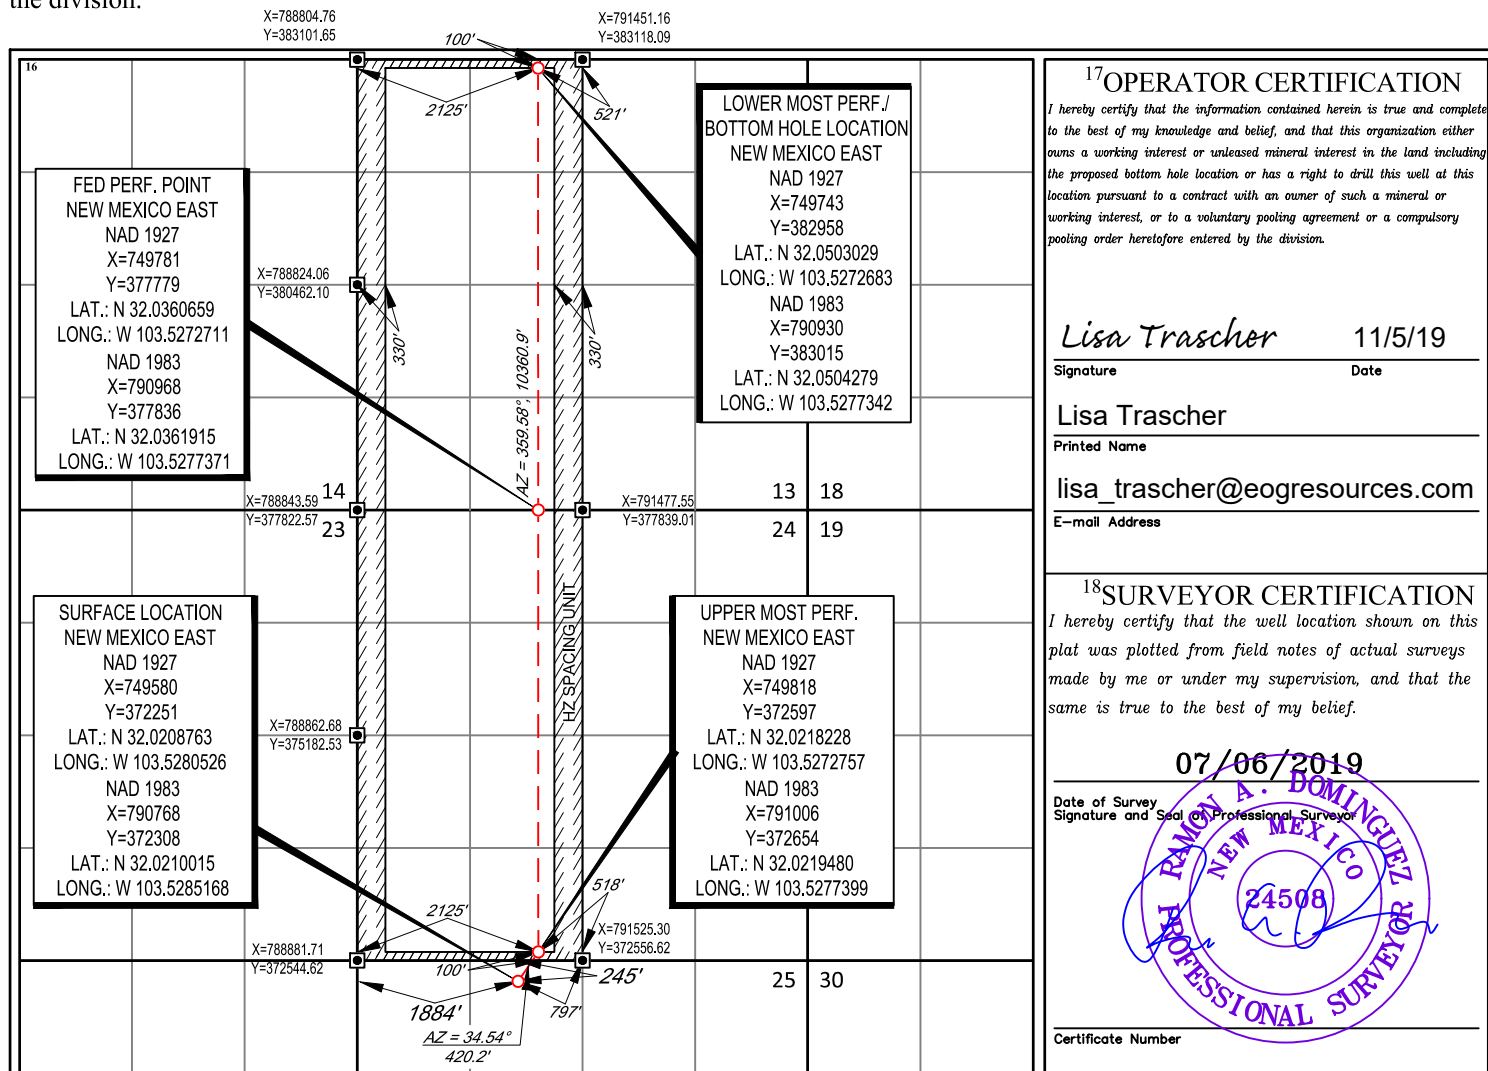 the division.
X=788804.76
Y=383101.65
X=791451.16
Y=383118.09
100'
16
2125'
521'
LOWER MOST PERF./
BOTTOM HOLE LOCATION
NEW MEXICO EAST
NAD 1927
X=749743
Y=382958
LAT.: N 32.0503029
LONG.: W 103.5272683
NAD 1983
X=790930
Y=383015
LAT.: N 32.0504279
LONG.: W 103.5277342
FED PERF. POINT
NEW MEXICO EAST
NAD 1927
X=749781
Y=377779
LAT.: N 32.0360659
LONG.: W 103.5272711
NAD 1983
X=790968
Y=377836
LAT.: N 32.0361915
LONG.: W 103.5277371
X=788824.06
Y=380462.10
330'
330'
AZ = 359.58°, 10360.9'
14
23
X=788843.59
Y=377822.57
X=791477.55
Y=377839.01
13 18
24 19
SURFACE LOCATION
NEW MEXICO EAST
NAD 1927
X=749580
Y=372251
LAT.: N 32.0208763
LONG.: W 103.5280526
NAD 1983
X=790768
Y=372308
LAT.: N 32.0210015
LONG.: W 103.5285168
HZ SPACING UNIT
X=788862.68
Y=375182.53
UPPER MOST PERF.
NEW MEXICO EAST
NAD 1927
X=749818
Y=372597
LAT.: N 32.0218228
LONG.: W 103.5272757
NAD 1983
X=791006
Y=372654
LAT.: N 32.0219480
LONG.: W 103.5277399
518'
2125'
X=791525.30
Y=372556.62
X=788881.71
Y=372544.62
100'
245'
1884'
797'
AZ = 34.54°
420.2'
25 30
17OPERATOR CERTIFICATION
I hereby certify that the information contained herein is true and complete
to the best of my knowledge and belief, and that this organization either
owns a working interest or unleased mineral interest in the land including
the proposed bottom hole location or has a right to drill this well at this
location pursuant to a contract with an owner of such a mineral or
working interest, or to a voluntary pooling agreement or a compulsory
pooling order heretofore entered by the division.
Lisa Trascher 11/5/19
Signature Date
Lisa Trascher
Printed Name
lisa_trascher@eogresources.com
E-mail Address
18SURVEYOR CERTIFICATION
I hereby certify that the well location shown on this
plat was plotted from field notes of actual surveys
made by me or under my supervision, and that the
same is true to the best of my belief.
07/06/2019
Date of Survey
Signature and Seal of Professional Surveyor
RAMON A. DOMINGUEZ
NEW MEXICO
24508
PROFESSIONAL SURVEYOR
Certificate Number